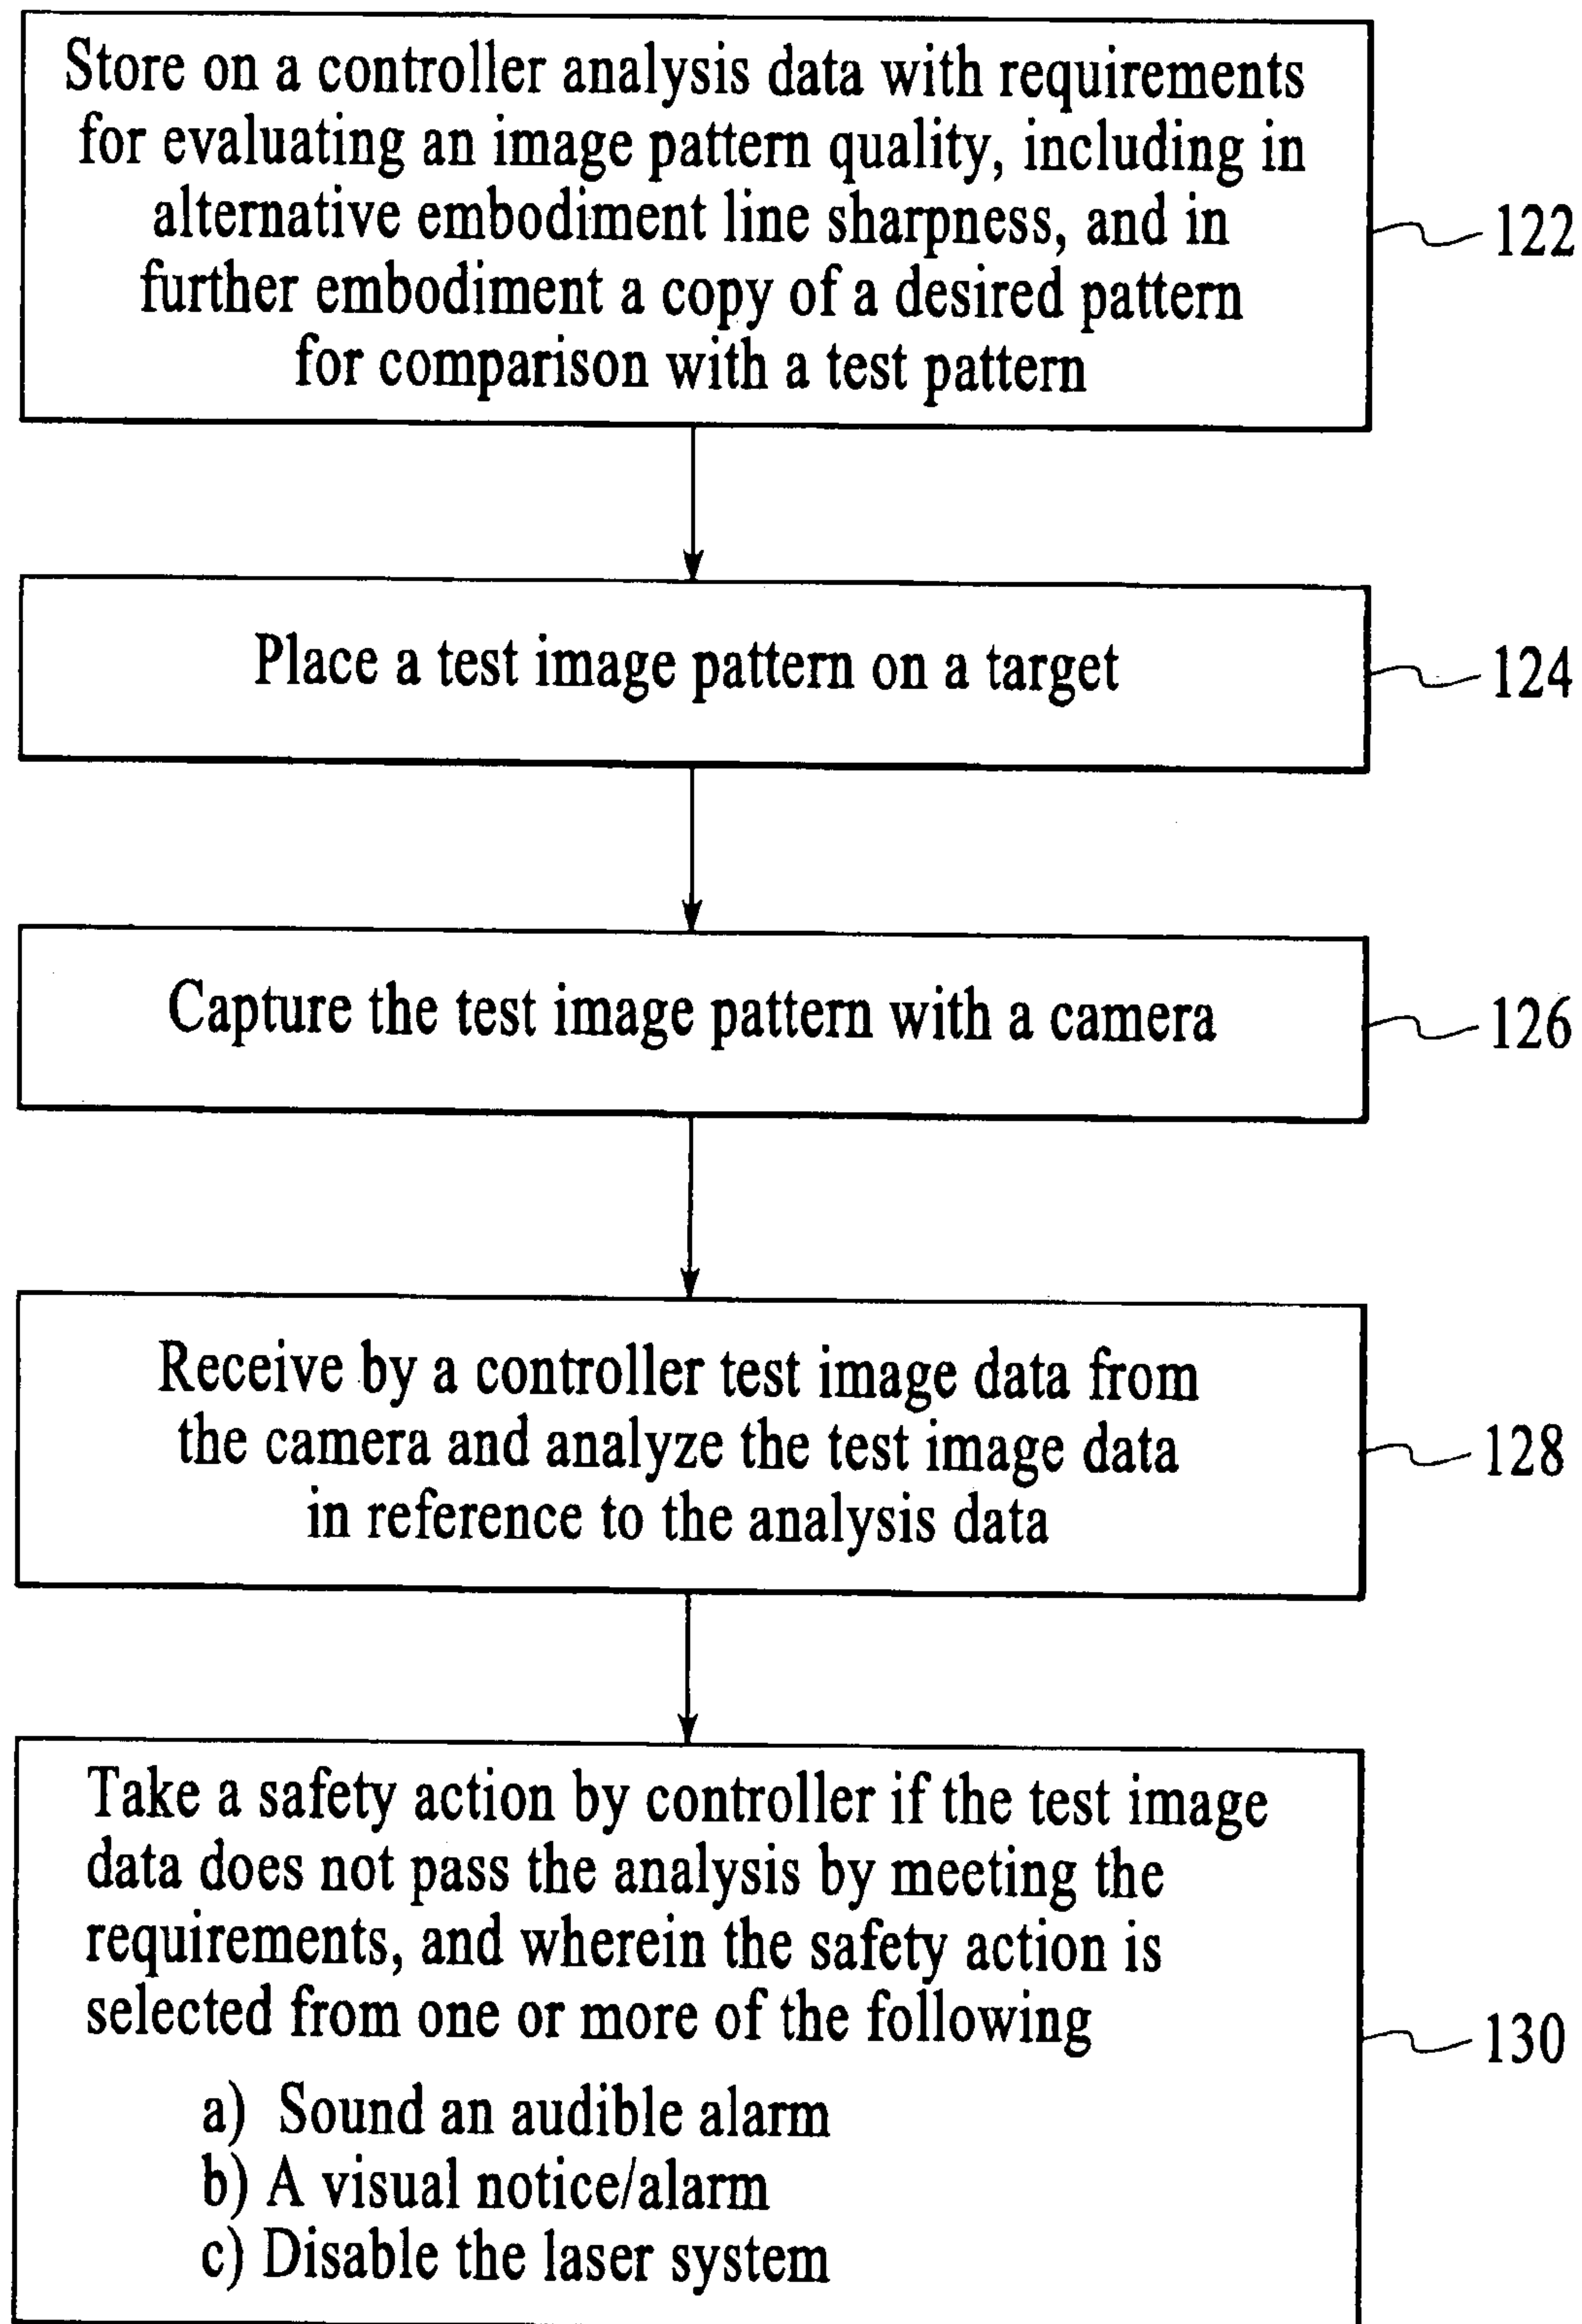 Store on a controller analysis data with requirements
for evaluating an image pattern quality, including in
alternative embodiment line sharpness, and in
further embodiment a copy of a desired pattern
for comparison with a test pattern
122
Place a test image pattern on a target
124
Capture the test image pattern with a camera
126
Receive by a controller test image data from
the camera and analyze the test image data
in reference to the analysis data
128
Take a safety action by controller if the test image
data does not pass the analysis by meeting the
requirements, and wherein the safety action is
selected from one or more of the following
130
a) Sound an audible alarm
b) A visual notice/alarm
c) Disable the laser system